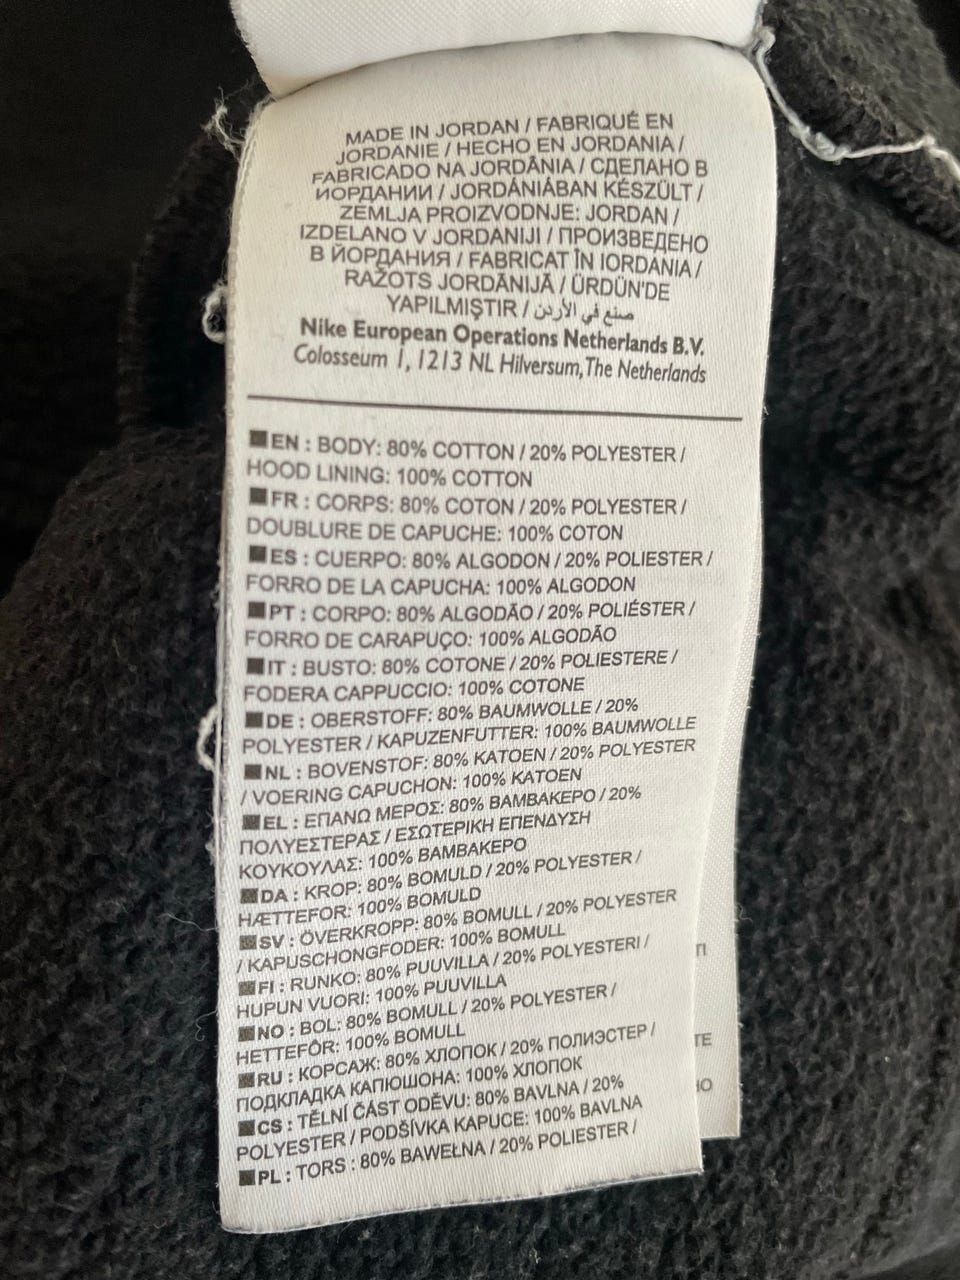 MADE IN JORDAN / FABRIQUÉ EN
JORDANIE / HECHO EN JORDANIA /
FABRICADO NA JORDÂNIA / СДЕЛАНО В
ИОРДАНИИ / JORDÁNIÁBAN KÉSZÜLT /
ZEMLJA PROIZVODNJE: JORDAN /
IZDELANO V JORDANIJI / ПРОИЗВЕДЕНО
В ЙОРДАНИЯ / FABRICAT ÎN IORDANIA /
RAŽOTS JORDĀNIJĀ / ÜRDÜN'DE
YAPILMIŞTIR / صنع في الأردن
Nike European Operations Netherlands B.V.
Colosseum 1, 1213 NL Hilversum, The Netherlands
EN : BODY: 80% COTTON / 20% POLYESTER /
HOOD LINING: 100% COTTON
FR : CORPS: 80% COTON / 20% POLYESTER /
DOUBLURE DE CAPUCHE: 100% COTON
ES : CUERPO: 80% ALGODON / 20% POLIESTER /
FORRO DE LA CAPUCHA: 100% ALGODON
PT : CORPO: 80% ALGODÃO / 20% POLIÉSTER /
FORRO DE CARAPUÇO: 100% ALGODÃO
IT : BUSTO: 80% COTONE / 20% POLIESTERE /
FODERA CAPPUCCIO: 100% COTONE
DE : OBERSTOFF: 80% BAUMWOLLE / 20%
POLYESTER / KAPUZENFUTTER: 100% BAUMWOLLE
NL : BOVENSTOF: 80% KATOEN / 20% POLYESTER
/ VOERING CAPUCHON: 100% KATOEN
EL : ΕΠΑΝΩ ΜΕΡΟΣ: 80% ΒΑΜΒΑΚΕΡΟ / 20%
ΠΟΛΥΕΣΤΕΡΑΣ / ΕΣΩΤΕΡΙΚΗ ΕΠΕΝΔΥΣΗ
ΚΟΥΚΟΥΛΑΣ: 100% ΒΑΜΒΑΚΕΡΟ
DA : KROP: 80% BOMULD / 20% POLYESTER /
HÆTTEFOR: 100% BOMULD
SV : ÖVERKROPP: 80% BOMULL / 20% POLYESTER
/ KAPUSCHONGFODER: 100% BOMULL
FI : RUNKO: 80% PUUVILLA / 20% POLYESTERI /
HUPUN VUORI: 100% PUUVILLA
NO : BOL: 80% BOMULL / 20% POLYESTER /
HETTEFÔR: 100% BOMULL
RU : КОРСАЖ: 80% ХЛОПОК / 20% ПОЛИЭСТЕР /
ПОДКЛАДКА КАПЮШОНА: 100% ХЛОПОК
CS : TĚLNÍ ČÁST ODĚVU: 80% BAVLNA / 20%
POLYESTER / PODŠÍVKA KAPUCE: 100% BAVLNA
PL : TORS : 80% BAWEŁNA / 20% POLIESTER /